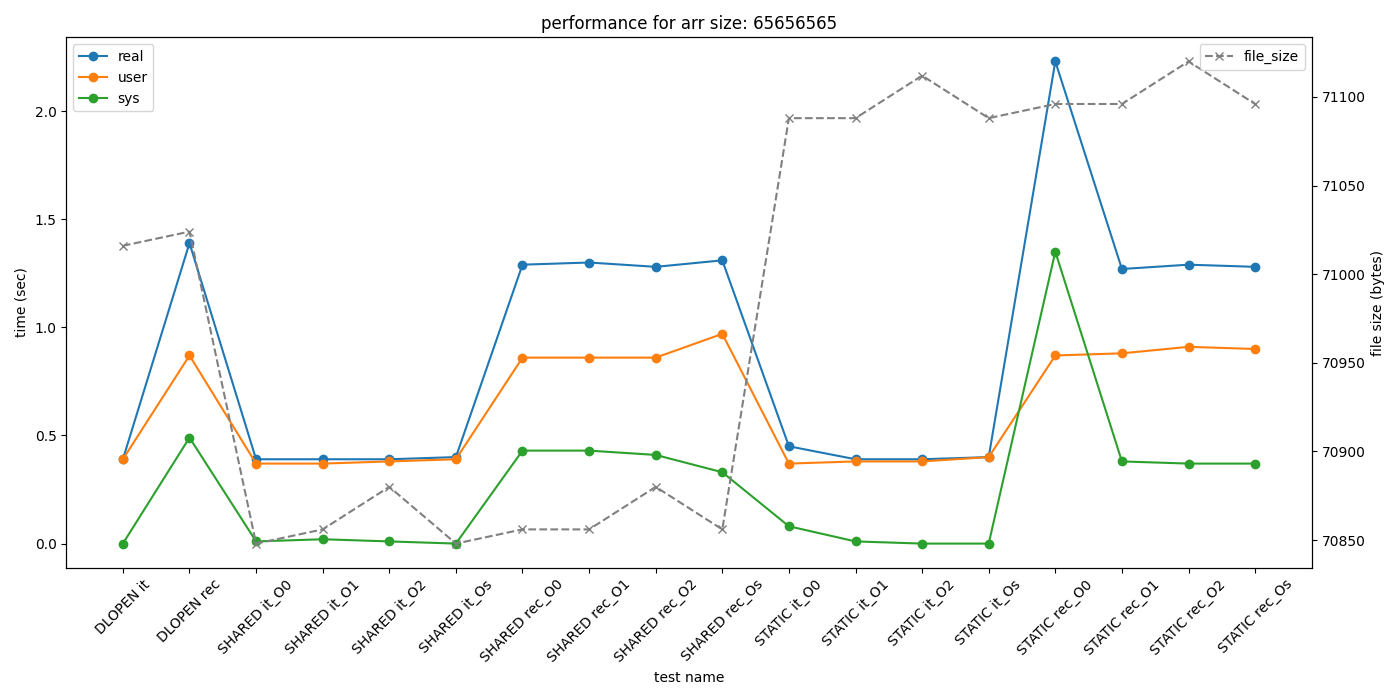 performance for arr size: 65656565
real
user
sys
file_size
time (sec)
2.0
1.5
1.0
0.5
0.0
71100
71050
71000
70950
70900
70850
file size (bytes)
DLOPEN it
DLOPEN rec
SHARED it_O0
SHARED it_O1
SHARED it_O2
SHARED it_Os
SHARED rec_O0
SHARED rec_O1
SHARED rec_O2
SHARED rec_Os
STATIC it_O0
STATIC it_O1
STATIC it_O2
STATIC it_Os
STATIC rec_O0
STATIC rec_O1
STATIC rec_O2
STATIC rec_Os
test name